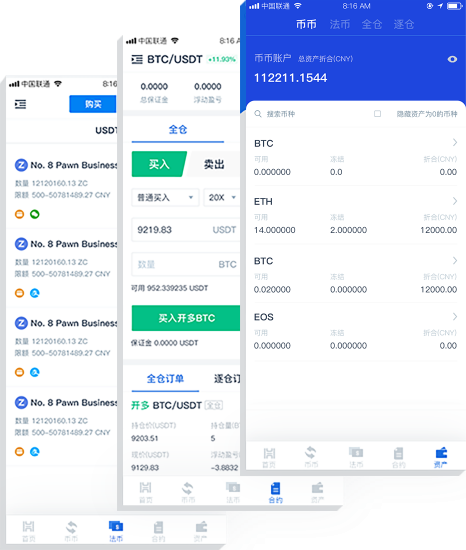 中国联通
购买
USDT
No. 8 Pawn Business
数量 12120160.13 ZC
限额 500-50781489.27 CNY
No. 8 Pawn Business
数量 12120160.13 ZC
限额 500-50781489.27 CNY
No. 8 Pawn Business
数量 12120160.13 ZC
限额 500-50781489.27 CNY
No. 8 Pawn Business
数量 12120160.13 ZC
限额 500-50781489.27 CNY
首页 币币 法币 合约 资产
中国联通 8:16 A
BTC/USDT +11.93%
0.0000 0.0000
总保证金 浮动盈亏
全仓
买入 卖出
普通买入 20X
9219.83 USDT
数量 BTC
可用 952.339235 USDT
买入开多BTC
保证金 0.0000 USDT
全仓订单 逐仓订
开多 BTC/USDT 全仓
持仓价(USDT) 持仓量(B
9203.51 5
现价(USDT) 浮动盈亏(
9129.83 -3.8832
首页 币币 法币 合约 资产
中国联通 8:16 AM
币币 法币 全仓 逐仓
币币账户 总资产折合(CNY)
112211.1544
搜索币种 隐藏资产为0的币种
BTC
可用 冻结 折合(CNY)
0.000000 0.0 0.00
ETH
可用 冻结 折合(CNY)
14.000000 2.000000 12000.00
BTC
可用 冻结 折合(CNY)
0.020000 0.000000 12000.00
EOS
可用 冻结 折合(CNY)
0.000000 0.000000 0.00
首页 币币 法币 合约 资产